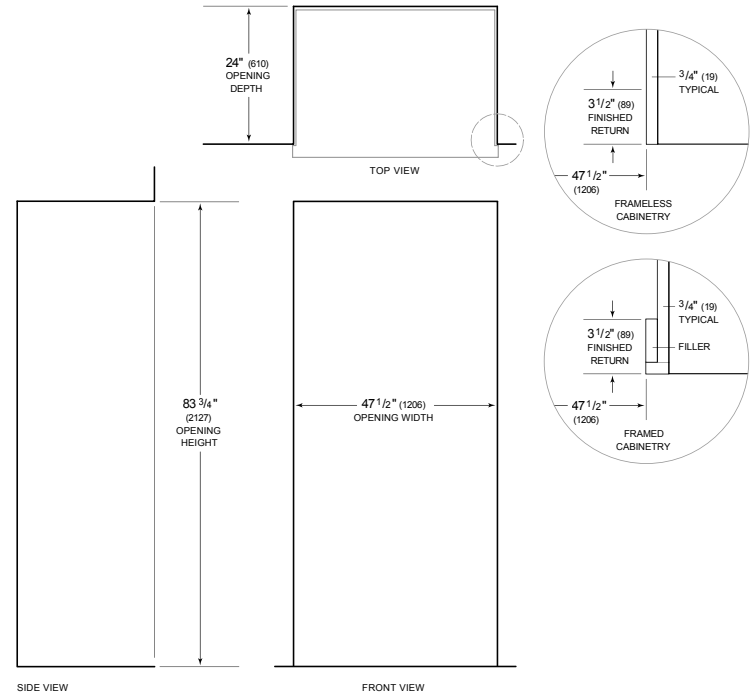 24" (610)
OPENING
DEPTH
TOP VIEW
3/4" (19)
TYPICAL
3 1/2" (89)
FINISHED
RETURN
47 1/2"
(1206)
FRAMELESS
CABINETRY
3/4" (19)
TYPICAL
3 1/2" (89)
FINISHED
RETURN
FILLER
47 1/2"
(1206)
FRAMED
CABINETRY
83 3/4"
(2127)
OPENING
HEIGHT
47 1/2" (1206)
OPENING WIDTH
SIDE VIEW
FRONT VIEW